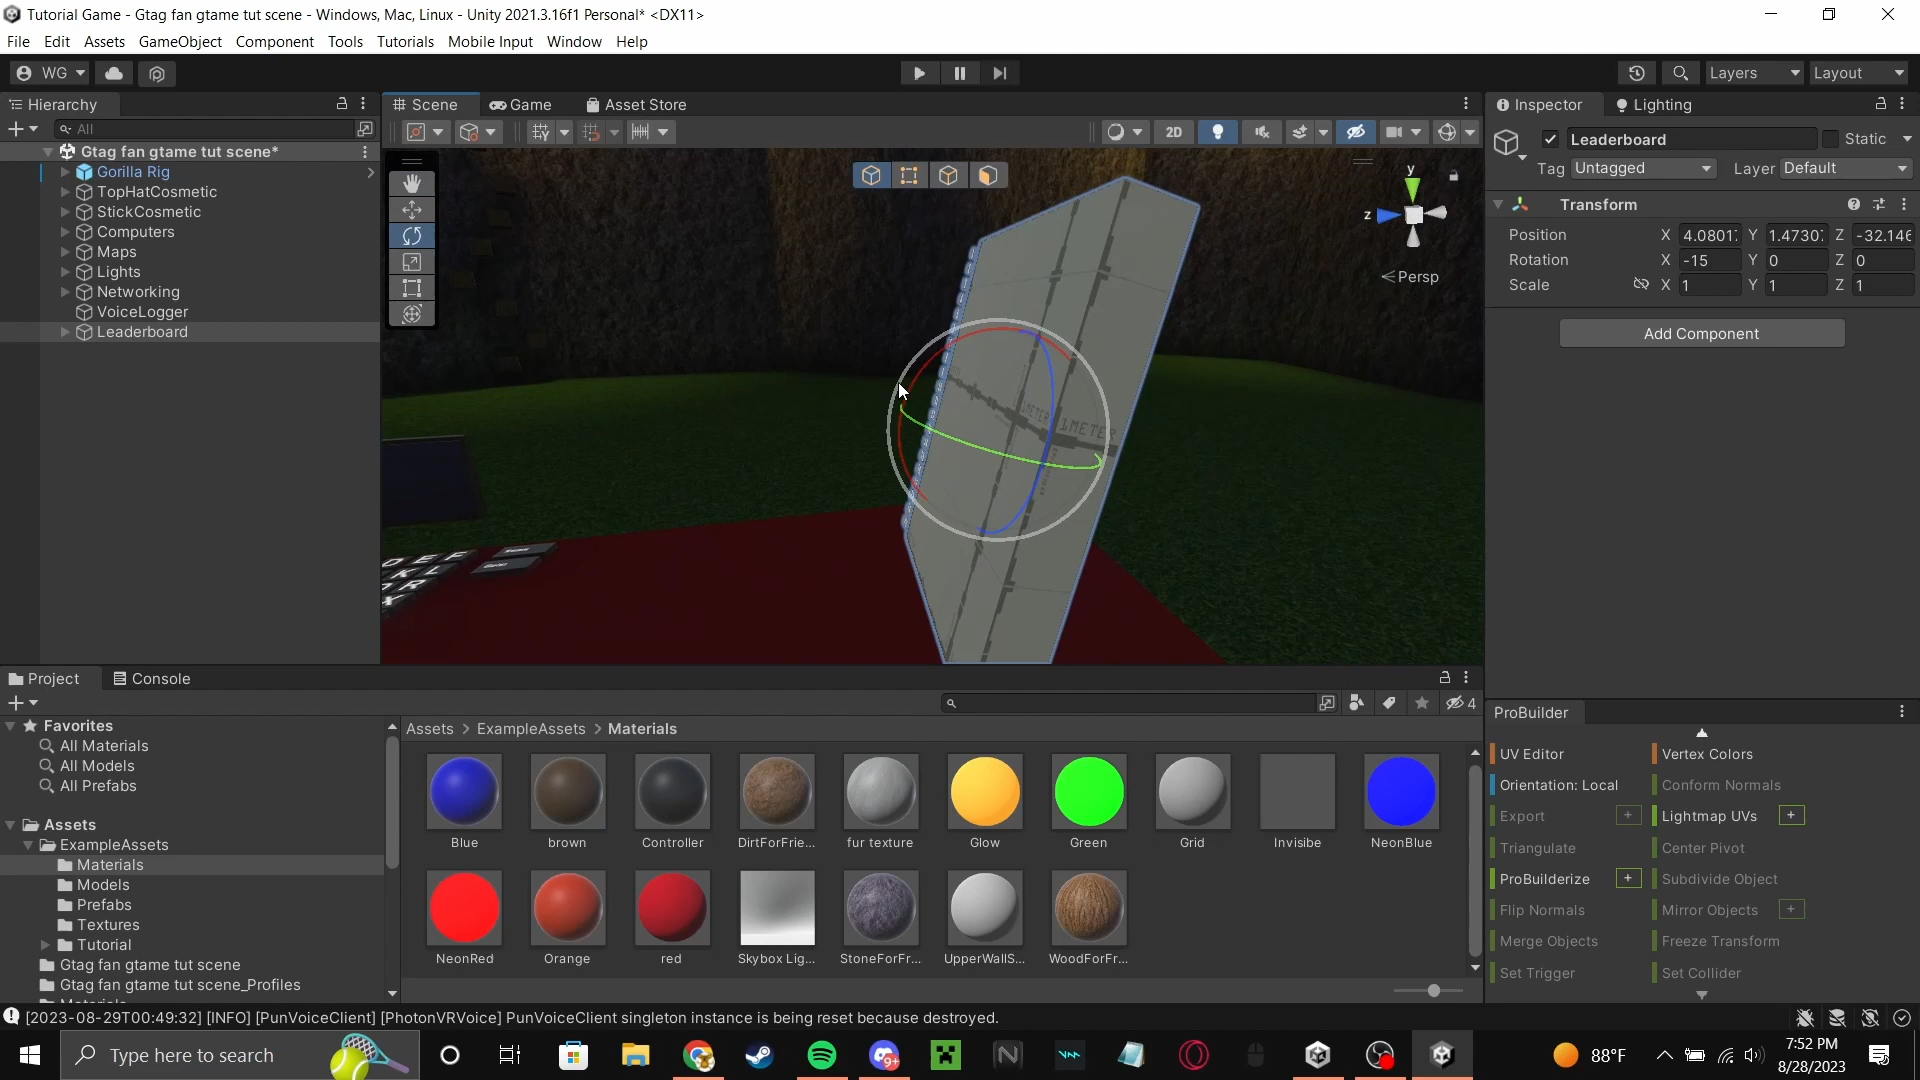 Tutorial Game - Gtag fan gtame tut scene - Windows, Mac, Linux - Unity 2021.3.16f1 Personal* <DX11>
File Edit Assets GameObject Component Tools Tutorials Mobile Input Window Help
WG Layers Layout
Hierarchy Scene Game Asset Store Inspector Lighting
All 2D
Leaderboard Static
Tag Untagged Layer Default
Gtag fan gtame tut scene*
Gorilla Rig
TopHatCosmetic
StickCosmetic
Computers
Maps
Lights
Networking
VoiceLogger
Leaderboard
y
z
Persp
1METER
Transform
Position X 4.0801 Y 1.4730 Z -32.146
Rotation X -15 Y 0 Z 0
Scale X 1 Y 1 Z 1
Add Component
Project Console
4
Favorites
All Materials
All Models
All Prefabs
Assets
ExampleAssets
Materials
Models
Prefabs
Textures
Tutorial
Gtag fan gtame tut scene
Gtag fan gtame tut scene_Profiles
Assets > ExampleAssets > Materials
Blue brown Controller DirtForFrie... fur texture Glow Green Grid Invisibe NeonBlue
NeonRed Orange red Skybox Lig... StoneForFr... UpperWallS... WoodForFr...
ProBuilder
UV Editor Vertex Colors
Orientation: Local Conform Normals
Export + Lightmap UVs +
Triangulate Center Pivot
ProBuilderize + Subdivide Object
Flip Normals Mirror Objects +
Merge Objects Freeze Transform
Set Trigger Set Collider
[2023-08-29T00:49:32] [INFO] [PunVoiceClient] [PhotonVRVoice] PunVoiceClient singleton instance is being reset because destroyed.
Type here to search
9+
88°F
7:52 PM
8/28/2023